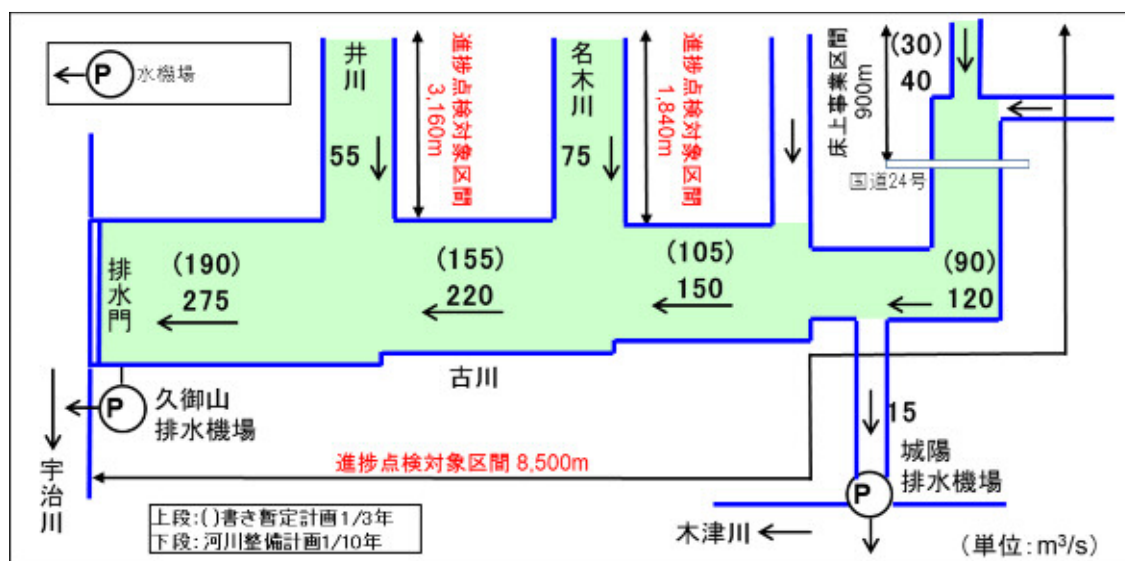 P
水機場
井川
進捗点検対象区間
3,160m
名木川
進捗点検対象区間
1,840m
床上事業区間
900m
(30)
40
55
75
国道24号
排水門
(190)
275
(155)
220
(105)
150
(90)
120
古川
P
久御山
排水機場
15
宇治川
進捗点検対象区間 8,500m
城陽
排水機場
P
上段:( )書き暫定計画1/3年
下段:河川整備計画1/10年
木津川
(単位:m³/s)